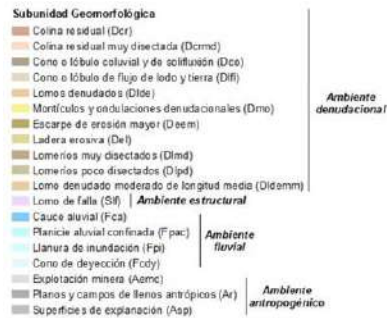 Subunidad Geomorfológica
Colina residual (Dcr)
Colina residual muy disectada (Dcrmd)
Cono o lóbulo coluvial y de solifluxión (Dco)
Cono o lóbulo de flujo de lodo y tierra (Dlfi)
Lomos denudados (Dlde)
Montículos y ondulaciones denudacionales (Dmo)
Escarpe de erosión mayor (Deem)
Ladera erosiva (Del)
Lomeríos muy disectados (Dlmd)
Lomeríos poco disectados (Dlpd)
Lomo denudado moderado de longitud media (Dldemm)
Ambiente
denudacional
Lomo de falla (Slf) Ambiente estructural
Cauce aluvial (Fca)
Planicie aluvial confinada (Fpac)
Llanura de inundación (Fpi)
Cono de deyección (Fcdy)
Ambiente
fluvial
Explotación minera (Aemc)
Planos y campos de llenos antrópicos (Ar)
Superficies de explanación (Asp)
Ambiente
antropogénico